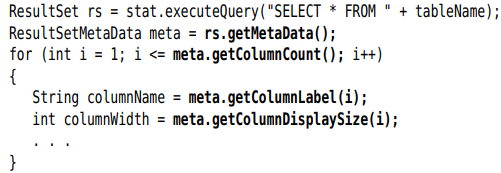 ResultSet rs = stat.executeQuery("SELECT * FROM " + tableName);
ResultSetMetaData meta = rs.getMetaData();
for (int i = 1; i <= meta.getColumnCount(); i++)
{
String columnName = meta.getColumnLabel(i);
int columnWidth = meta.getColumnDisplaySize(i);
. . .
}